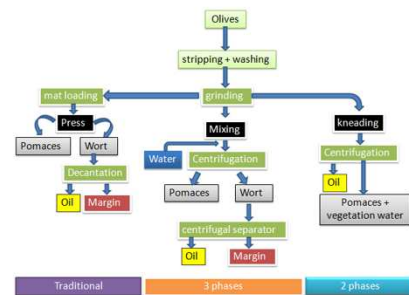 Olives
stripping + washing
mat loading
grinding
Press
Mixing
kneading
Pomaces
Wort
Water
Centrifugation
Centrifugation
Decantation
Pomaces
Wort
Oil
Oil
Margin
Pomaces +
vegetation water
centrifugal separator
Oil
Margin
Traditional
3 phases
2 phases